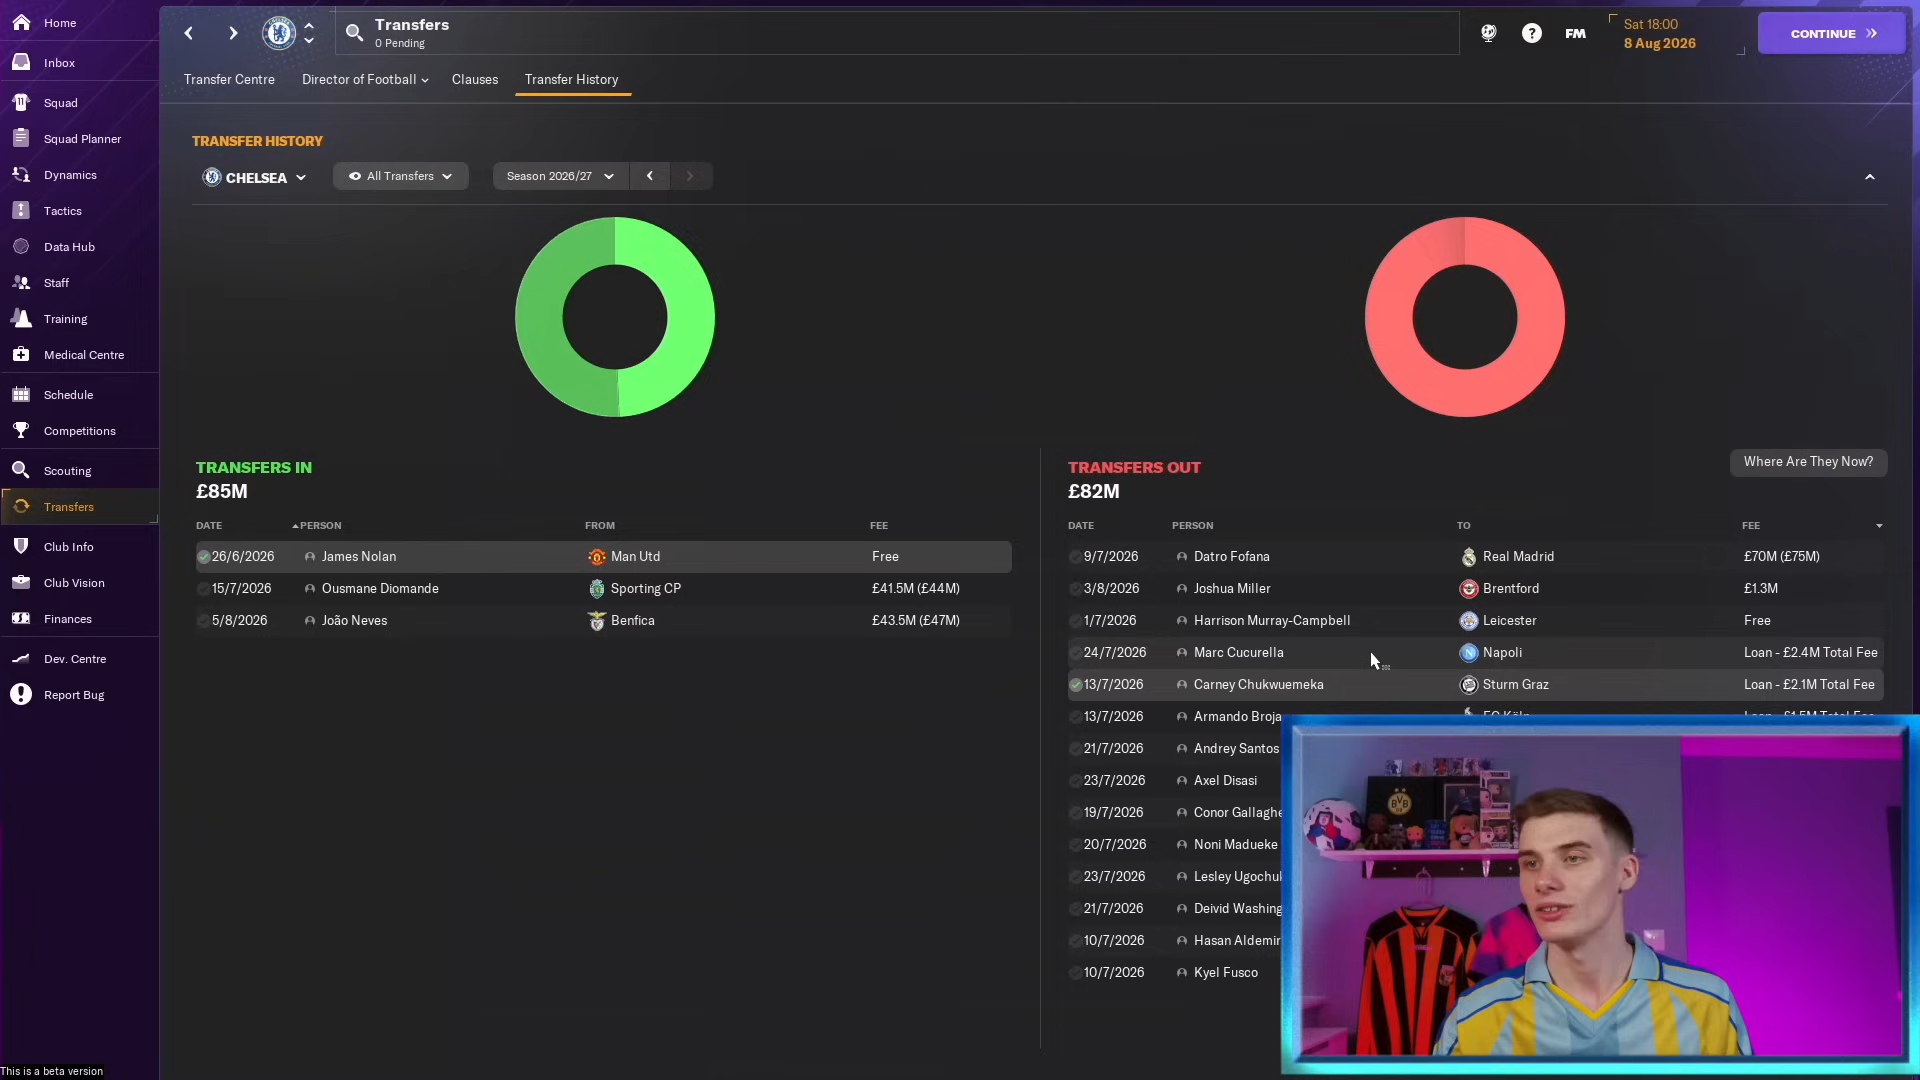 Home
Inbox
Squad
Squad Planner
Dynamics
Tactics
Data Hub
Staff
Training
Medical Centre
Schedule
Competitions
Scouting
Transfers
Club Info
Club Vision
Finances
Dev. Centre
Report Bug
This is a beta version
Transfers
0 Pending
FM
Sat 18:00
8 Aug 2026
CONTINUE
Transfer Centre Director of Football Clauses Transfer History
TRANSFER HISTORY
CHELSEA All Transfers Season 2026/27
TRANSFERS IN
£85M
DATE PERSON FROM FEE
26/6/2026 James Nolan Man Utd Free
15/7/2026 Ousmane Diomande Sporting CP £41.5M (£44M)
5/8/2026 João Neves Benfica £43.5M (£47M)
TRANSFERS OUT
£82M
Where Are They Now?
DATE PERSON TO FEE
9/7/2026 Datro Fofana Real Madrid £70M (£75M)
3/8/2026 Joshua Miller Brentford £1.3M
1/7/2026 Harrison Murray-Campbell Leicester Free
24/7/2026 Marc Cucurella Napoli Loan - £2.4M Total Fee
13/7/2026 Carney Chukwuemeka Sturm Graz Loan - £2.1M Total Fee
13/7/2026 Armando Broja
21/7/2026 Andrey Santos
23/7/2026 Axel Disasi
19/7/2026 Conor Gallaghe
20/7/2026 Noni Madueke
23/7/2026 Lesley Ugochu
21/7/2026 Deivid Washing
10/7/2026 Hasan Aldemir
10/7/2026 Kyel Fusco
BVB